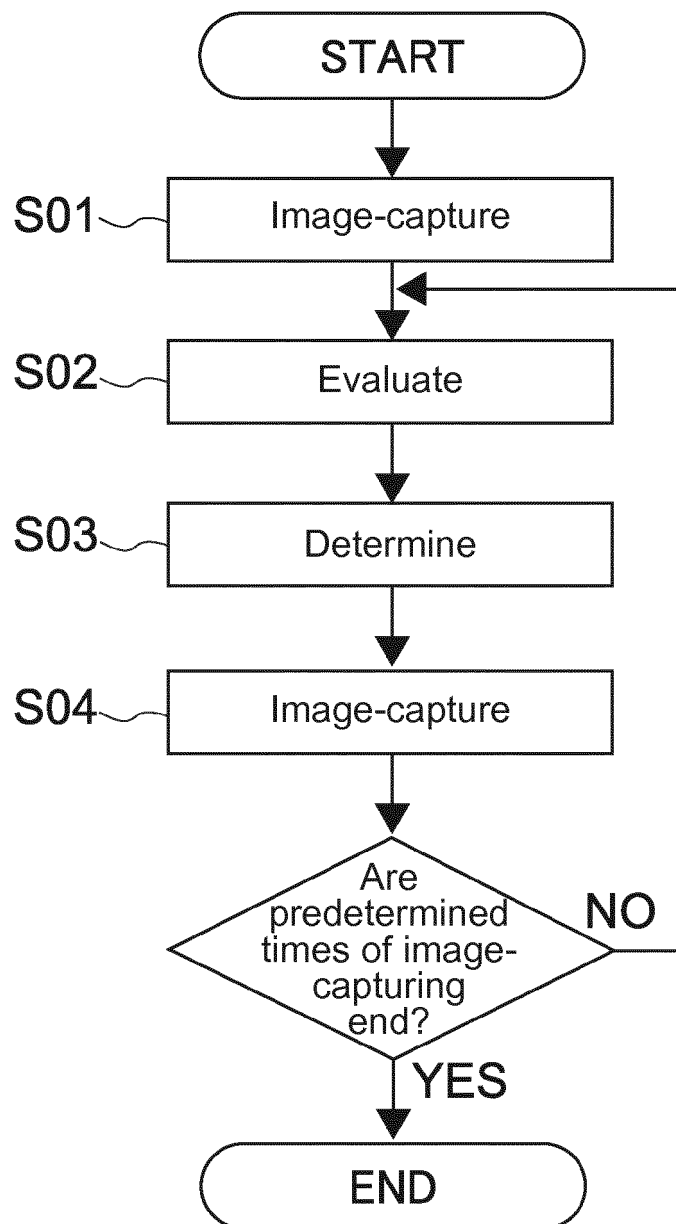 START
S01
Image-capture
S02
Evaluate
S03
Determine
S04
Image-capture
Are
predetermined
times of image-
capturing
end?
NO
YES
END